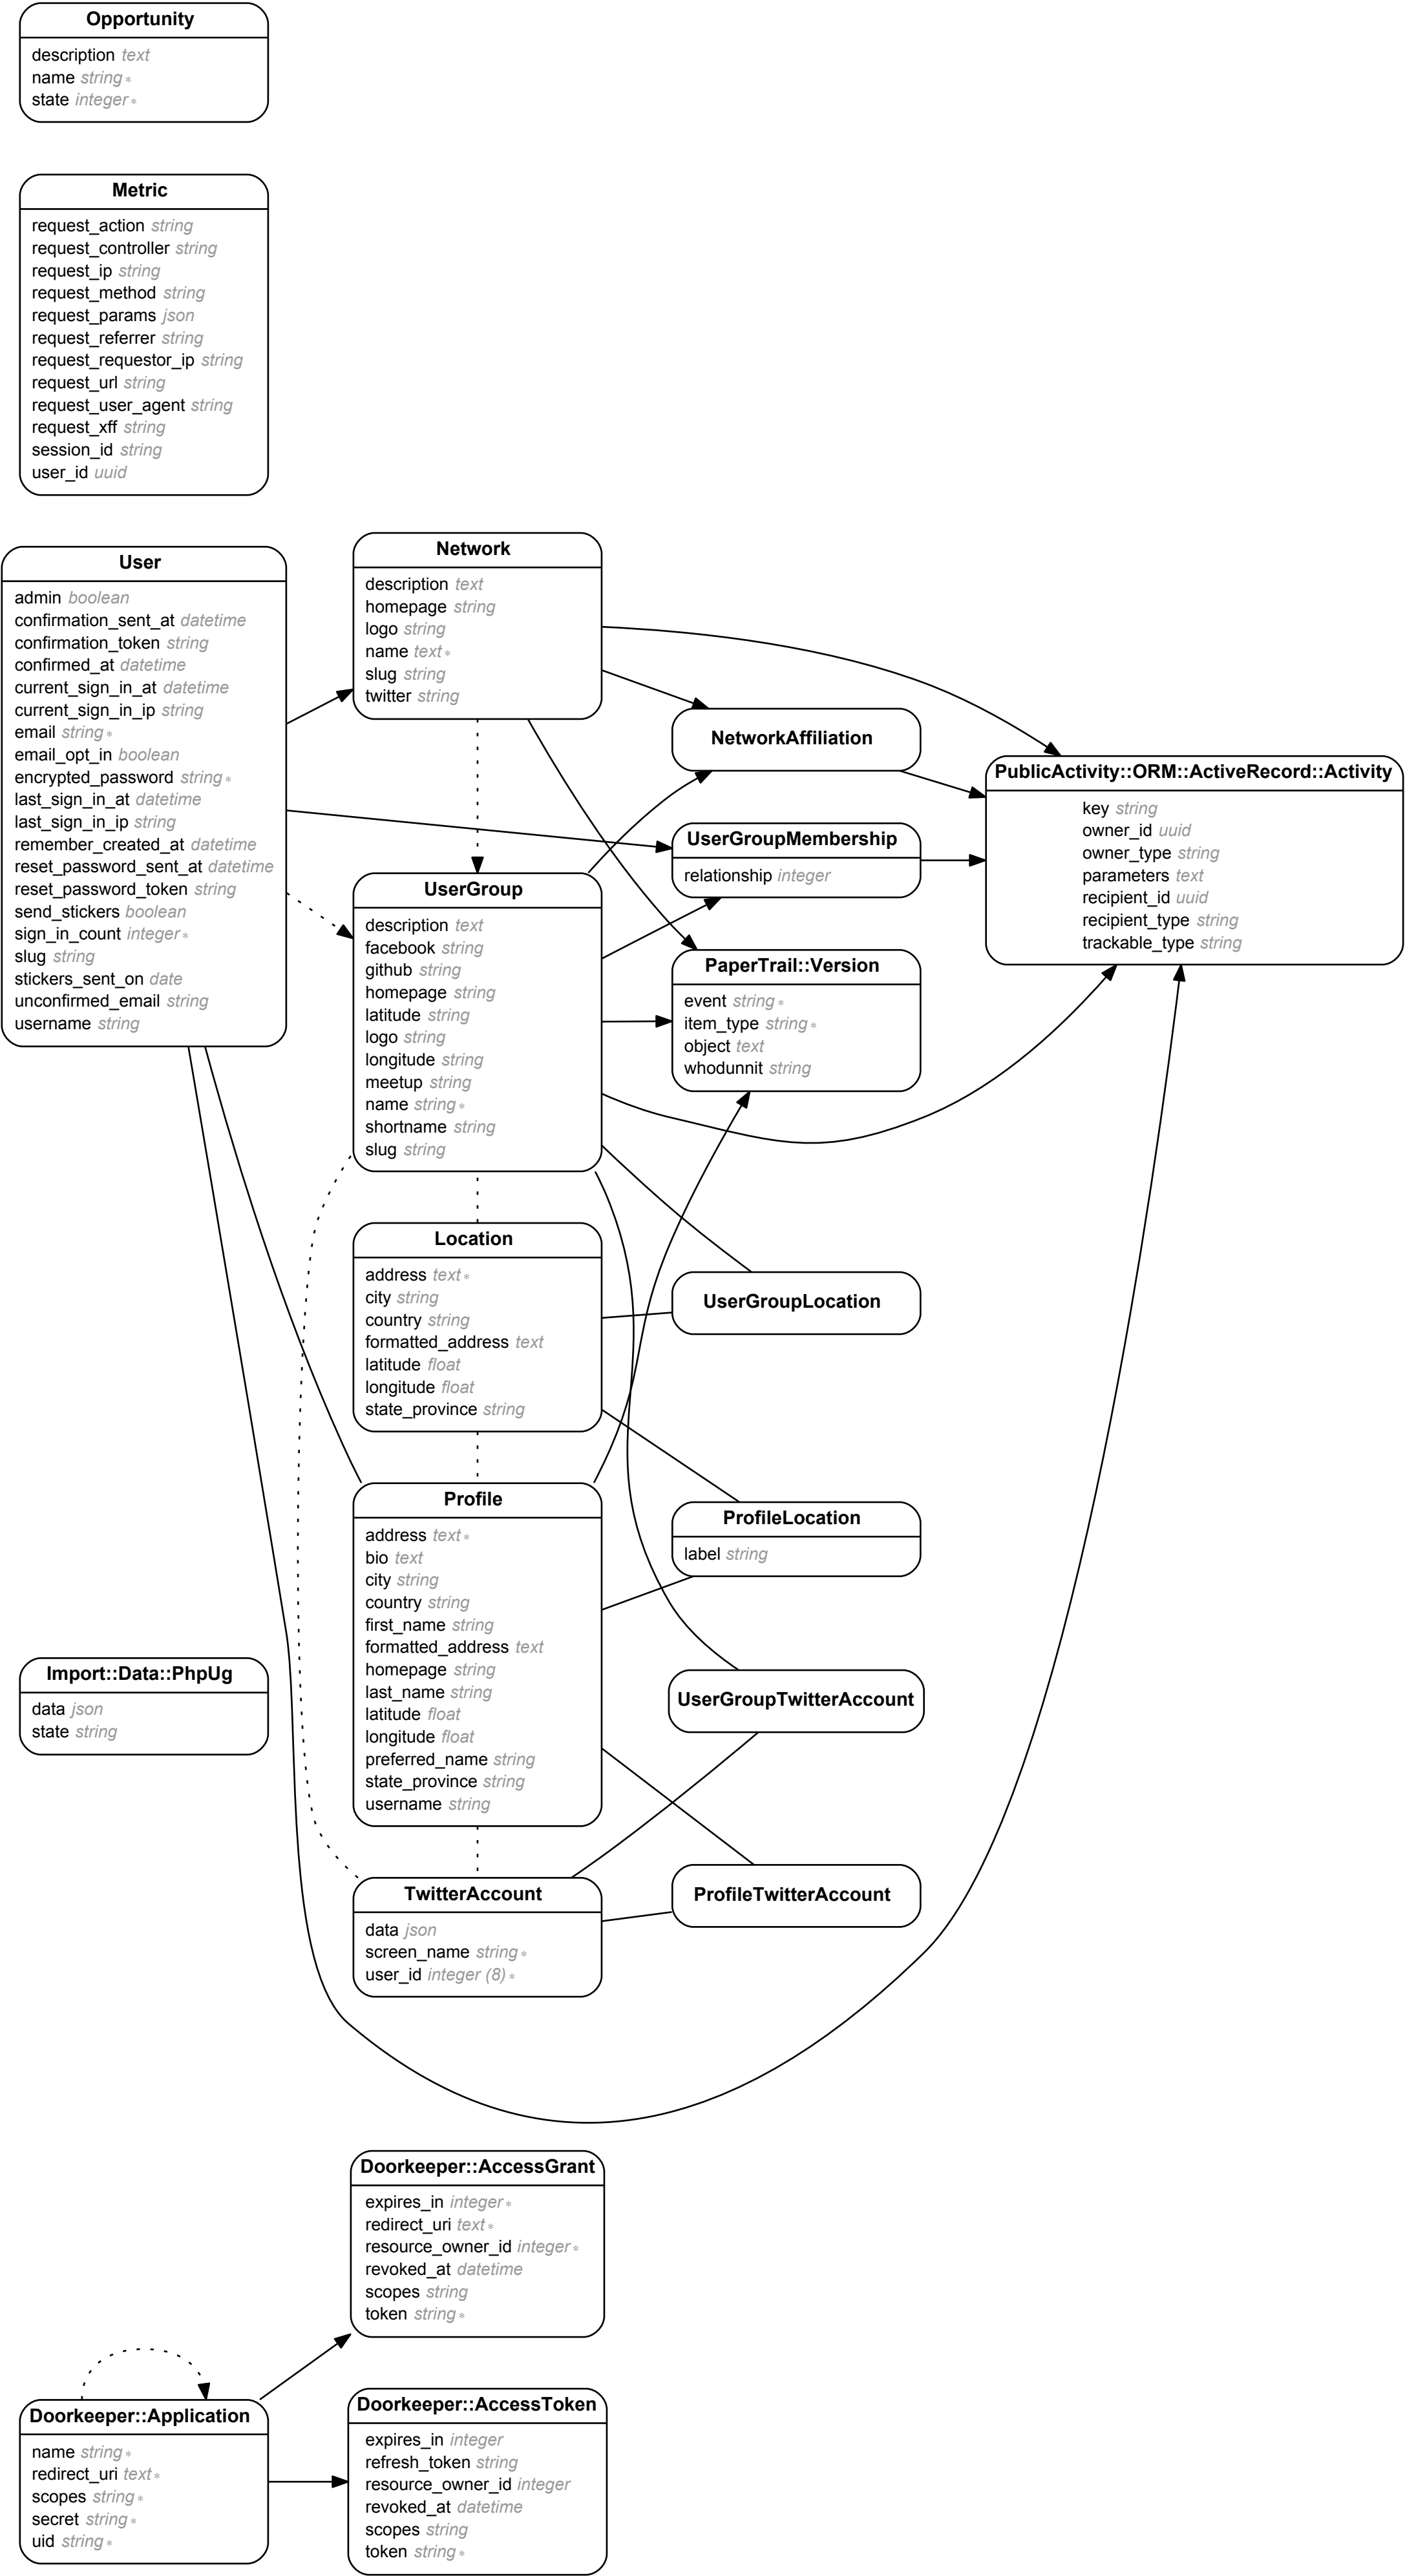 Opportunity
description text
name string *
state integer *
Metric
request_action string
request_controller string
request_ip string
request_method string
request_params json
request_referrer string
request_requestor_ip string
request_url string
request_user_agent string
request_xff string
session_id string
user_id uuid
User
admin boolean
confirmation_sent_at datetime
confirmation_token string
confirmed_at datetime
current_sign_in_at datetime
current_sign_in_ip string
email string *
email_opt_in boolean
encrypted_password string *
last_sign_in_at datetime
last_sign_in_ip string
remember_created_at datetime
reset_password_sent_at datetime
reset_password_token string
send_stickers boolean
sign_in_count integer *
slug string
stickers_sent_on date
unconfirmed_email string
username string
Network
description text
homepage string
logo string
name text *
slug string
twitter string
NetworkAffiliation
PublicActivity::ORM::ActiveRecord::Activity
key string
owner_id uuid
owner_type string
parameters text
recipient_id uuid
recipient_type string
trackable_type string
UserGroupMembership
relationship integer
UserGroup
description text
facebook string
github string
homepage string
latitude string
logo string
longitude string
meetup string
name string *
shortname string
slug string
PaperTrail::Version
event string *
item_type string *
object text
whodunnit string
Location
address text *
city string
country string
formatted_address text
latitude float
longitude float
state_province string
UserGroupLocation
Profile
address text *
bio text
city string
country string
first_name string
formatted_address text
homepage string
last_name string
latitude float
longitude float
preferred_name string
state_province string
username string
ProfileLocation
label string
Import::Data::PhpUg
data json
state string
UserGroupTwitterAccount
TwitterAccount
data json
screen_name string *
user_id integer (8) *
ProfileTwitterAccount
Doorkeeper::AccessGrant
expires_in integer *
redirect_uri text *
resource_owner_id integer *
revoked_at datetime
scopes string
token string *
Doorkeeper::Application
name string *
redirect_uri text *
scopes string *
secret string *
uid string *
Doorkeeper::AccessToken
expires_in integer
refresh_token string
resource_owner_id integer
revoked_at datetime
scopes string
token string *